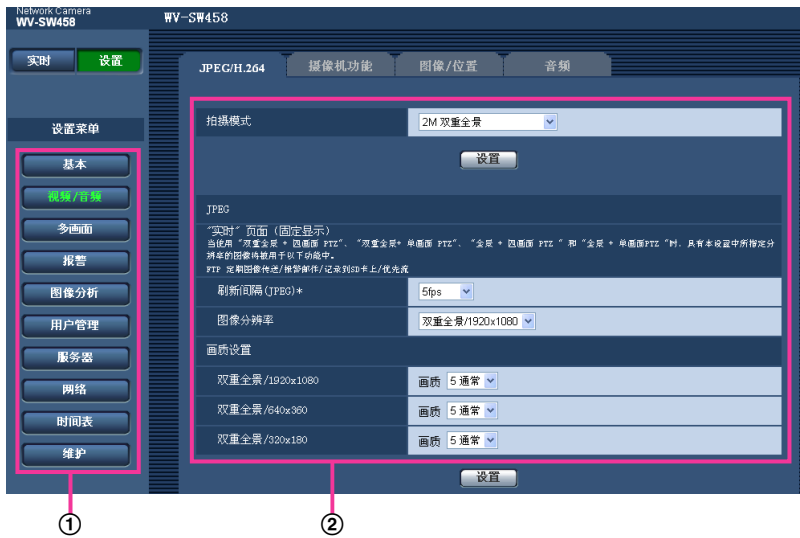 Network Camera
WV-SW458
WV-SW458
实时 设置
JPEG/H.264 摄像机功能 图像/位置 音频
设置菜单
基本
视频/音频
多画面
报警
图像分析
用户管理
服务器
网络
时间表
维护
拍摄模式 2M 双重全景
设置
JPEG
“实时”页面（固定显示）
当使用“双重全景 + 四画面 PTZ”、“双重全景+ 单画面 PTZ”、“全景 + 四画面 PTZ ” 和 “全景 + 单画面PTZ ”时，具有本设置中所指定分
辨率的图像将被用于以下功能中。
FTP 定期图像传送/报警邮件/记录到SD卡上/优先流
刷新间隔(JPEG)* 5fps
图像分辨率 双重全景/1920x1080
画质设置
双重全景/1920x1080 画质 5 通常
双重全景/640x360 画质 5 通常
双重全景/320x180 画质 5 通常
设置
① ②